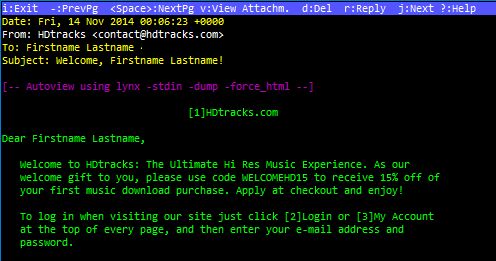 i:Exit -:PrevPg <Space>:NextPg v:View Attachm. d:Del r:Reply j:Next ?:Help
Date: Fri, 14 Nov 2014 00:06:23 +0000
From: HDtracks <contact@hdtracks.com>
To: Firstname Lastname
Subject: Welcome, Firstname Lastname!
[-- Autoview using lynx -stdin -dump -force_html --]
[1]HDtracks.com
Dear Firstname Lastname,
Welcome to HDtracks: The Ultimate Hi Res Music Experience. As our
welcome gift to you, please use code WELCOMEHD15 to receive 15% off of
your first music download purchase. Apply at checkout and enjoy!
To log in when visiting our site just click [2]Login or [3]My Account
at the top of every page, and then enter your e-mail address and
password.